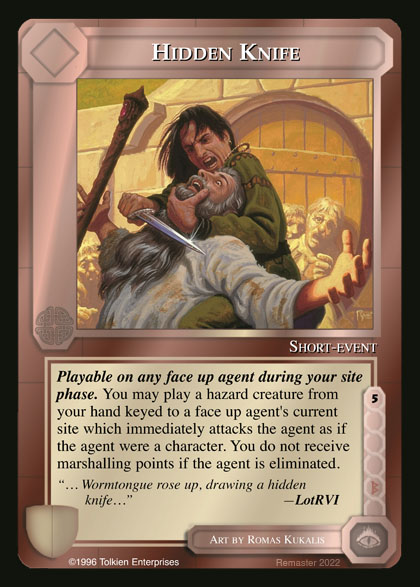 HIDDEN KNIFE
SHORT-EVENT
Playable on any face up agent during your site
phase. You may play a hazard creature from
your hand keyed to a face up agent's current
site which immediately attacks the agent as if
the agent were a character. You do not receive
marshalling points if the agent is eliminated.
5
“… Wormtongue rose up, drawing a hidden
knife…” –LotRVI
ART BY ROMAS KUKALIS
©1996 Tolkien Enterprises
Remaster 2022